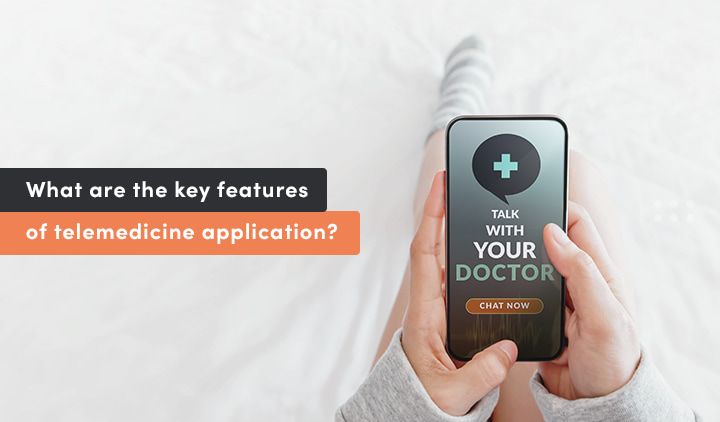 What are the key features
of telemedicine application?
TALK
WITH
YOUR
DOCTOR
CHAT NOW